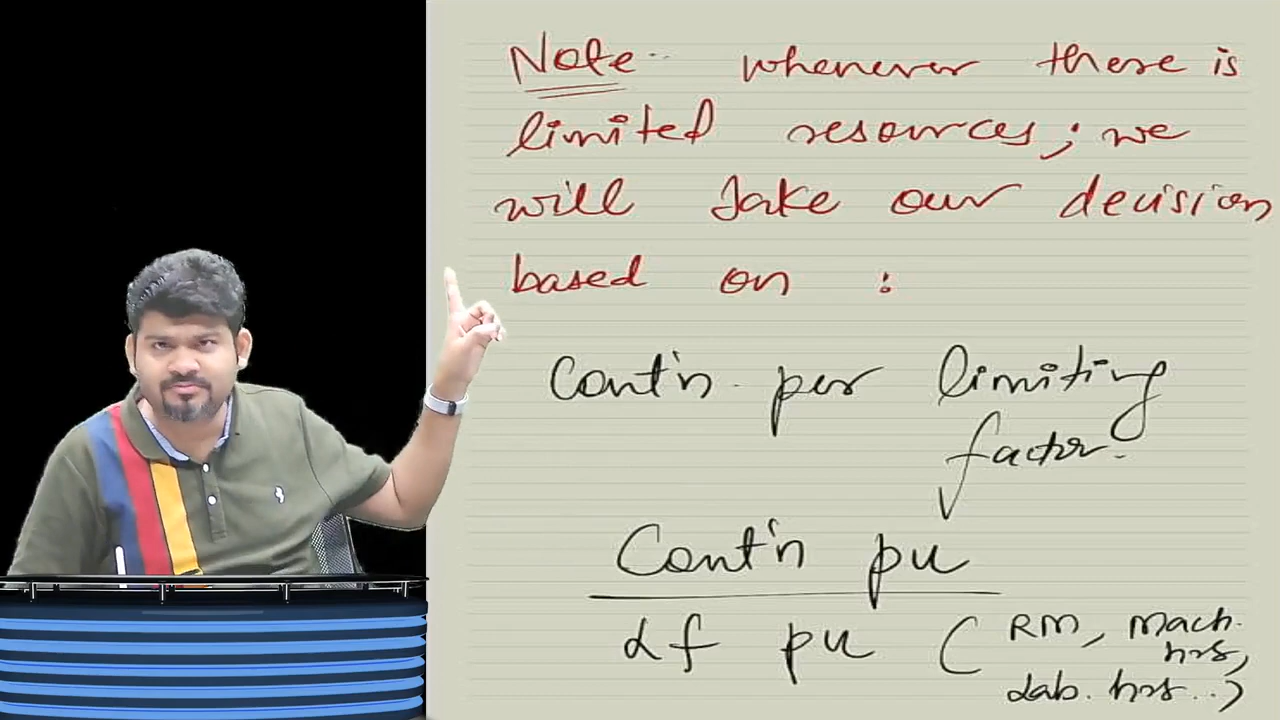 Note:- whenever there is
limited resources; we
will take our decision
based on :
Cont'n. per limiting
factor.
Cont'n pu
Lf pu ( RM, Mach.
hrs,
Lab. hrs..)